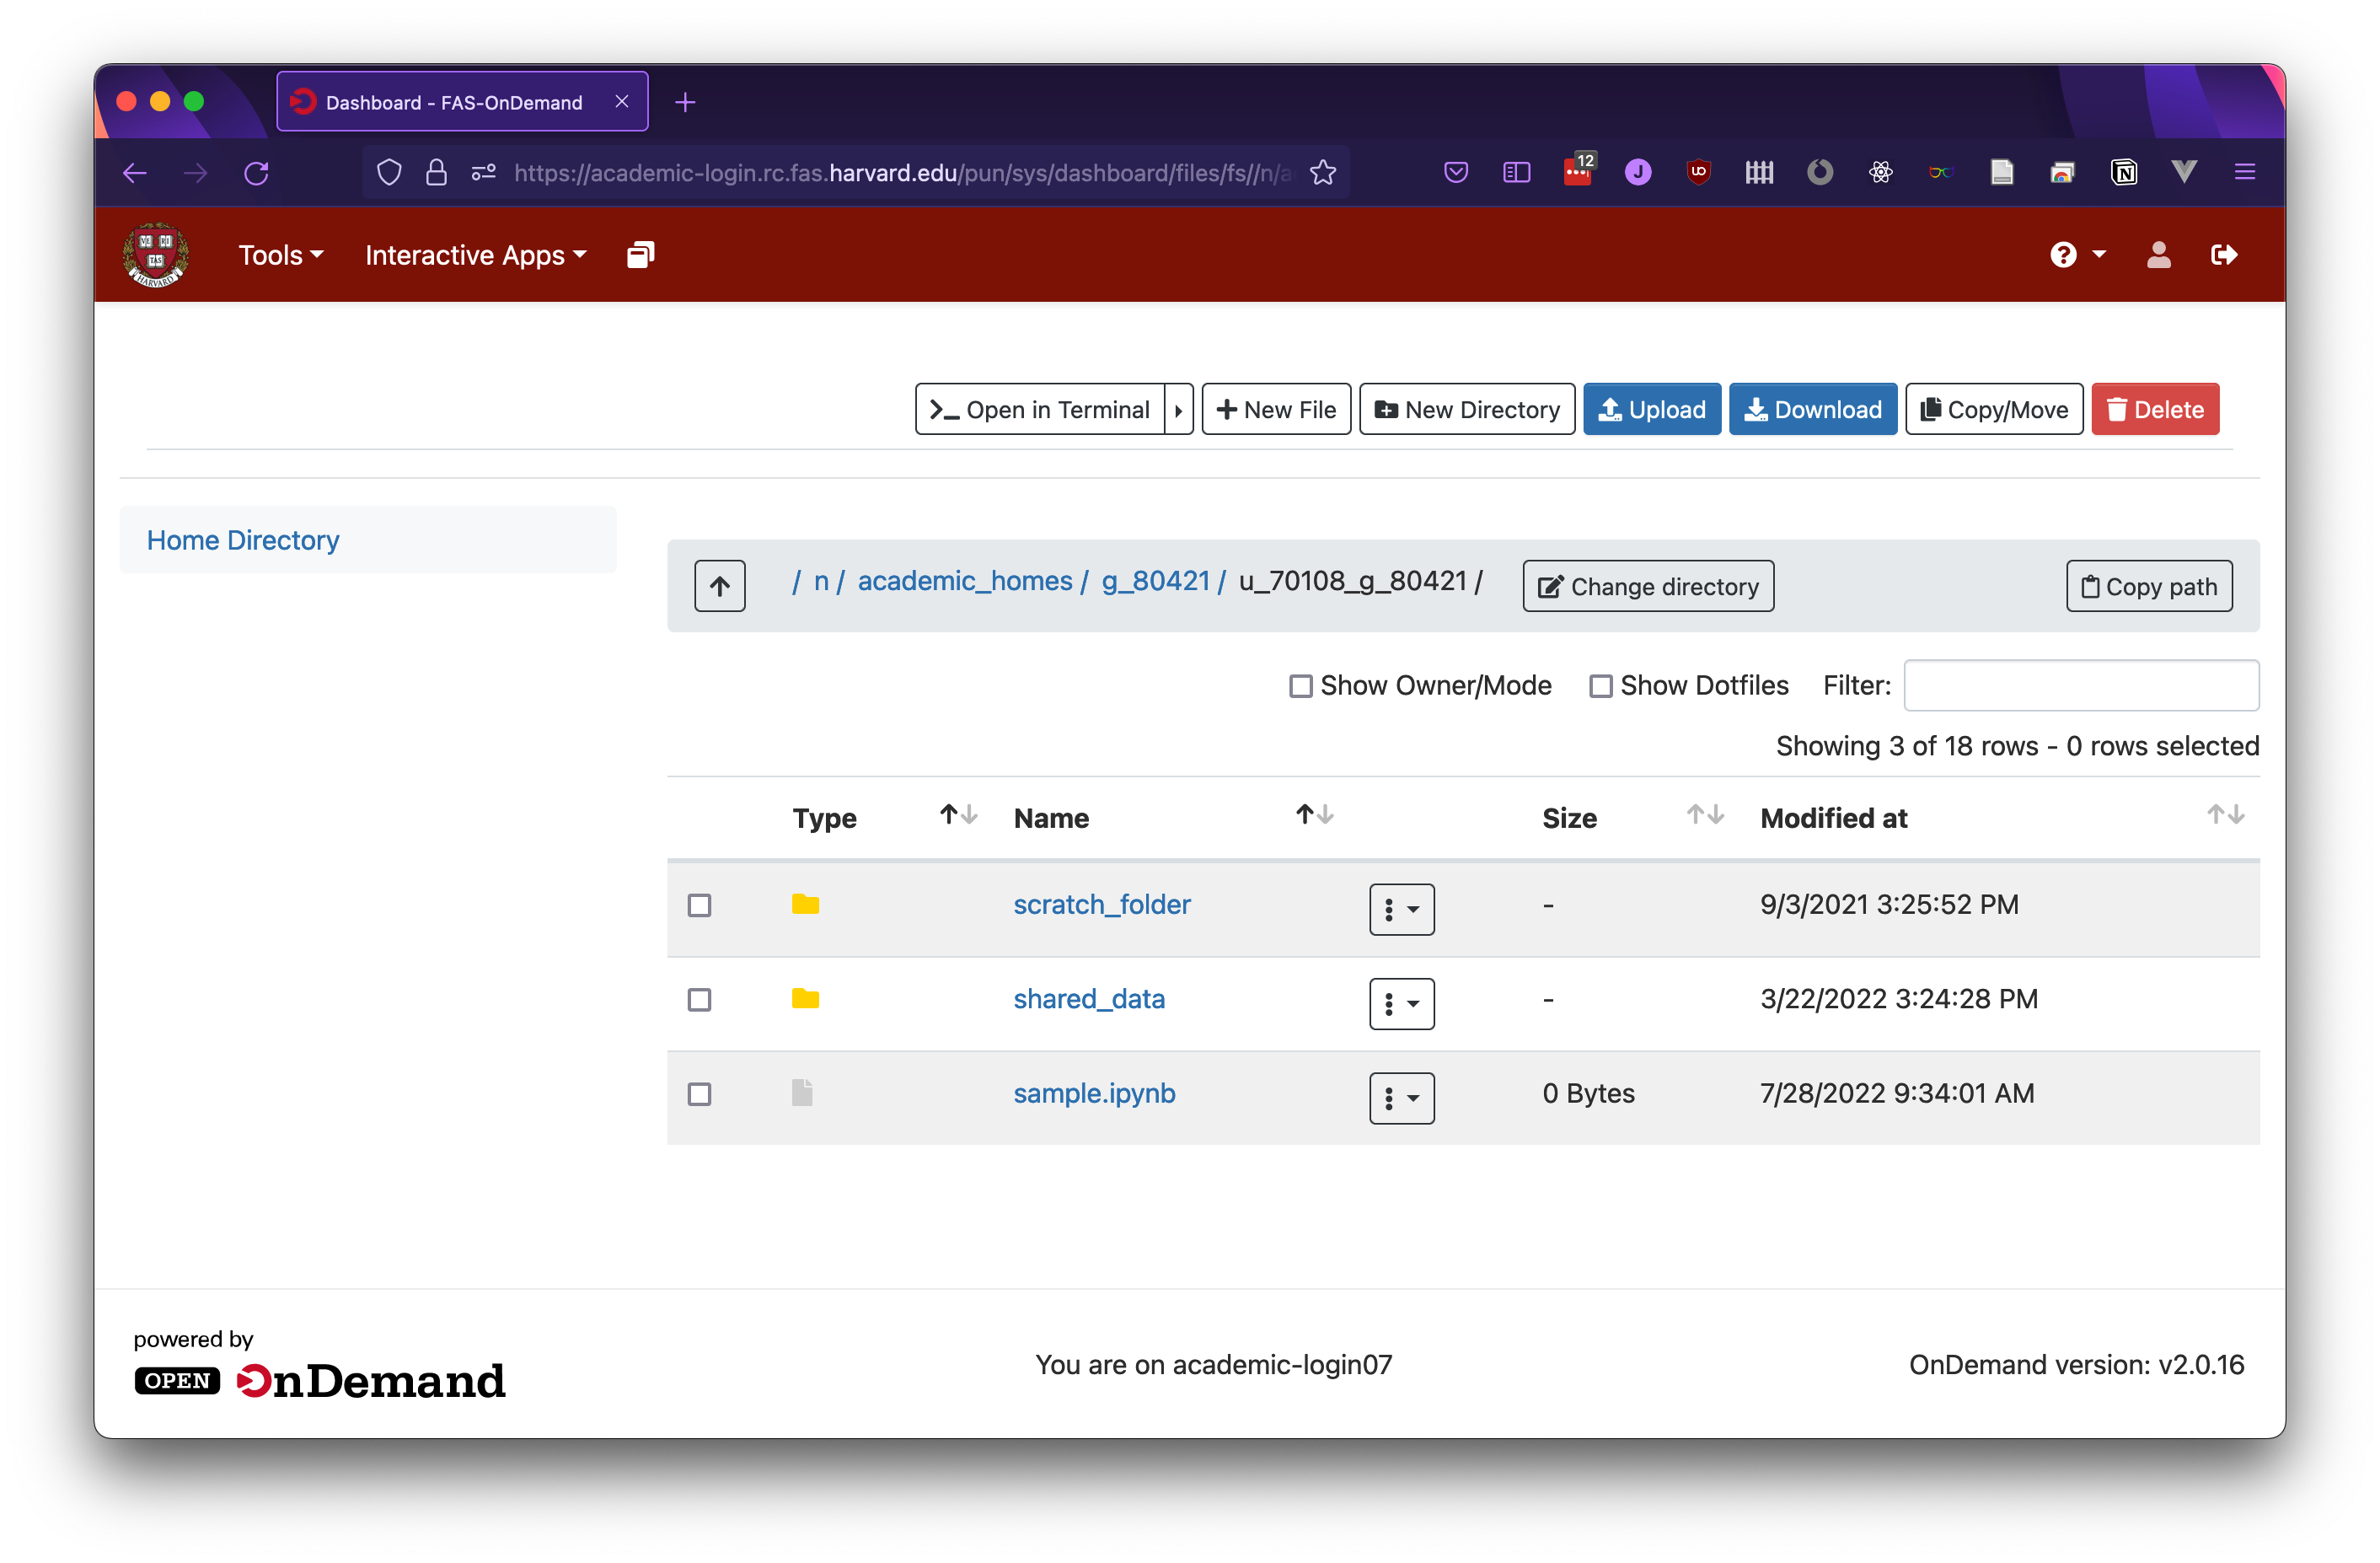 Dashboard - FAS-OnDemand
https://academic-login.rc.fas.harvard.edu/pun/sys/dashboard/files/fs//n/a
12
J
Tools Interactive Apps
Open in Terminal New File New Directory Upload Download Copy/Move Delete
Home Directory
/ n / academic_homes / g_80421 / u_70108_g_80421 / Change directory Copy path
Show Owner/Mode Show Dotfiles Filter:
Showing 3 of 18 rows - 0 rows selected
Type Name Size Modified at
scratch_folder - 9/3/2021 3:25:52 PM
shared_data - 3/22/2022 3:24:28 PM
sample.ipynb 0 Bytes 7/28/2022 9:34:01 AM
powered by
OPEN OnDemand
You are on academic-login07
OnDemand version: v2.0.16